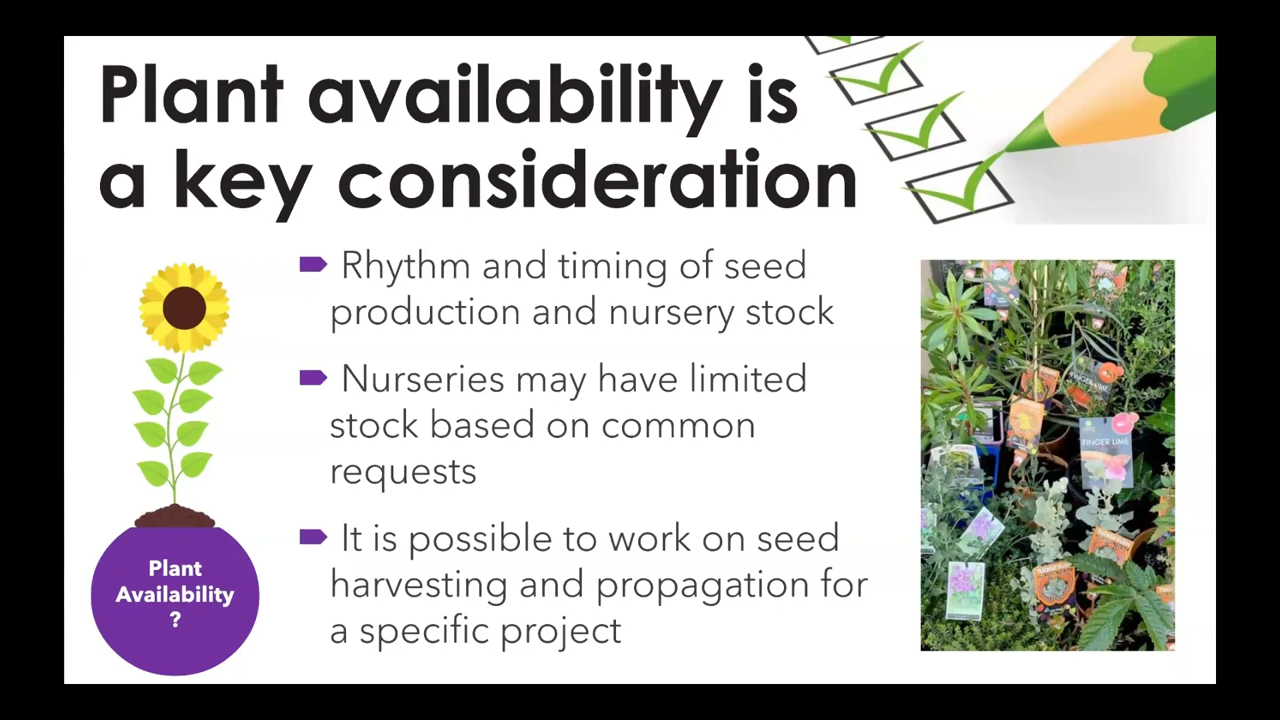 Plant availability is
a key consideration
Rhythm and timing of seed
production and nursery stock
Nurseries may have limited
stock based on common
requests
It is possible to work on seed
harvesting and propagation for
a specific project
Plant
Availability
?
FINGER LIME
FINGER LIME